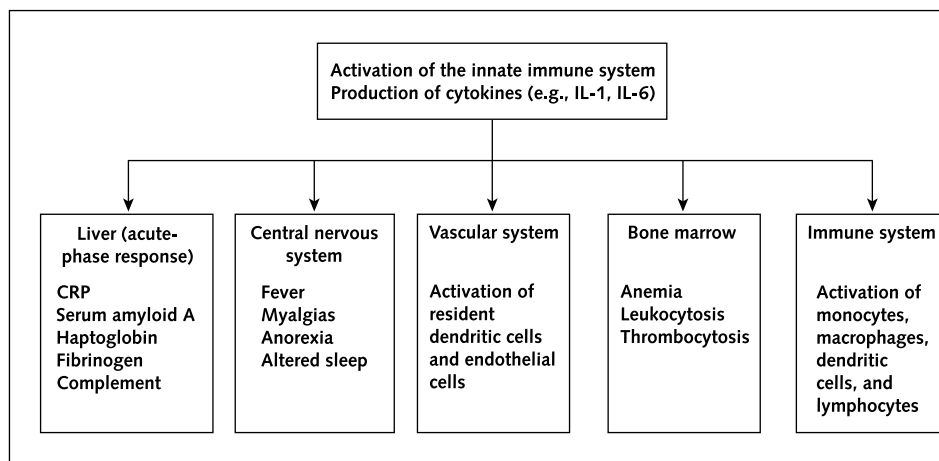 Activation of the innate immune system
Production of cytokines (e.g., IL-1, IL-6)
Liver (acute-
phase response)
CRP
Serum amyloid A
Haptoglobin
Fibrinogen
Complement
Central nervous
system
Fever
Myalgias
Anorexia
Altered sleep
Vascular system
Activation of
resident
dendritic cells
and endothelial
cells
Bone marrow
Anemia
Leukocytosis
Thrombocytosis
Immune system
Activation of
monocytes,
macrophages,
dendritic
cells, and
lymphocytes